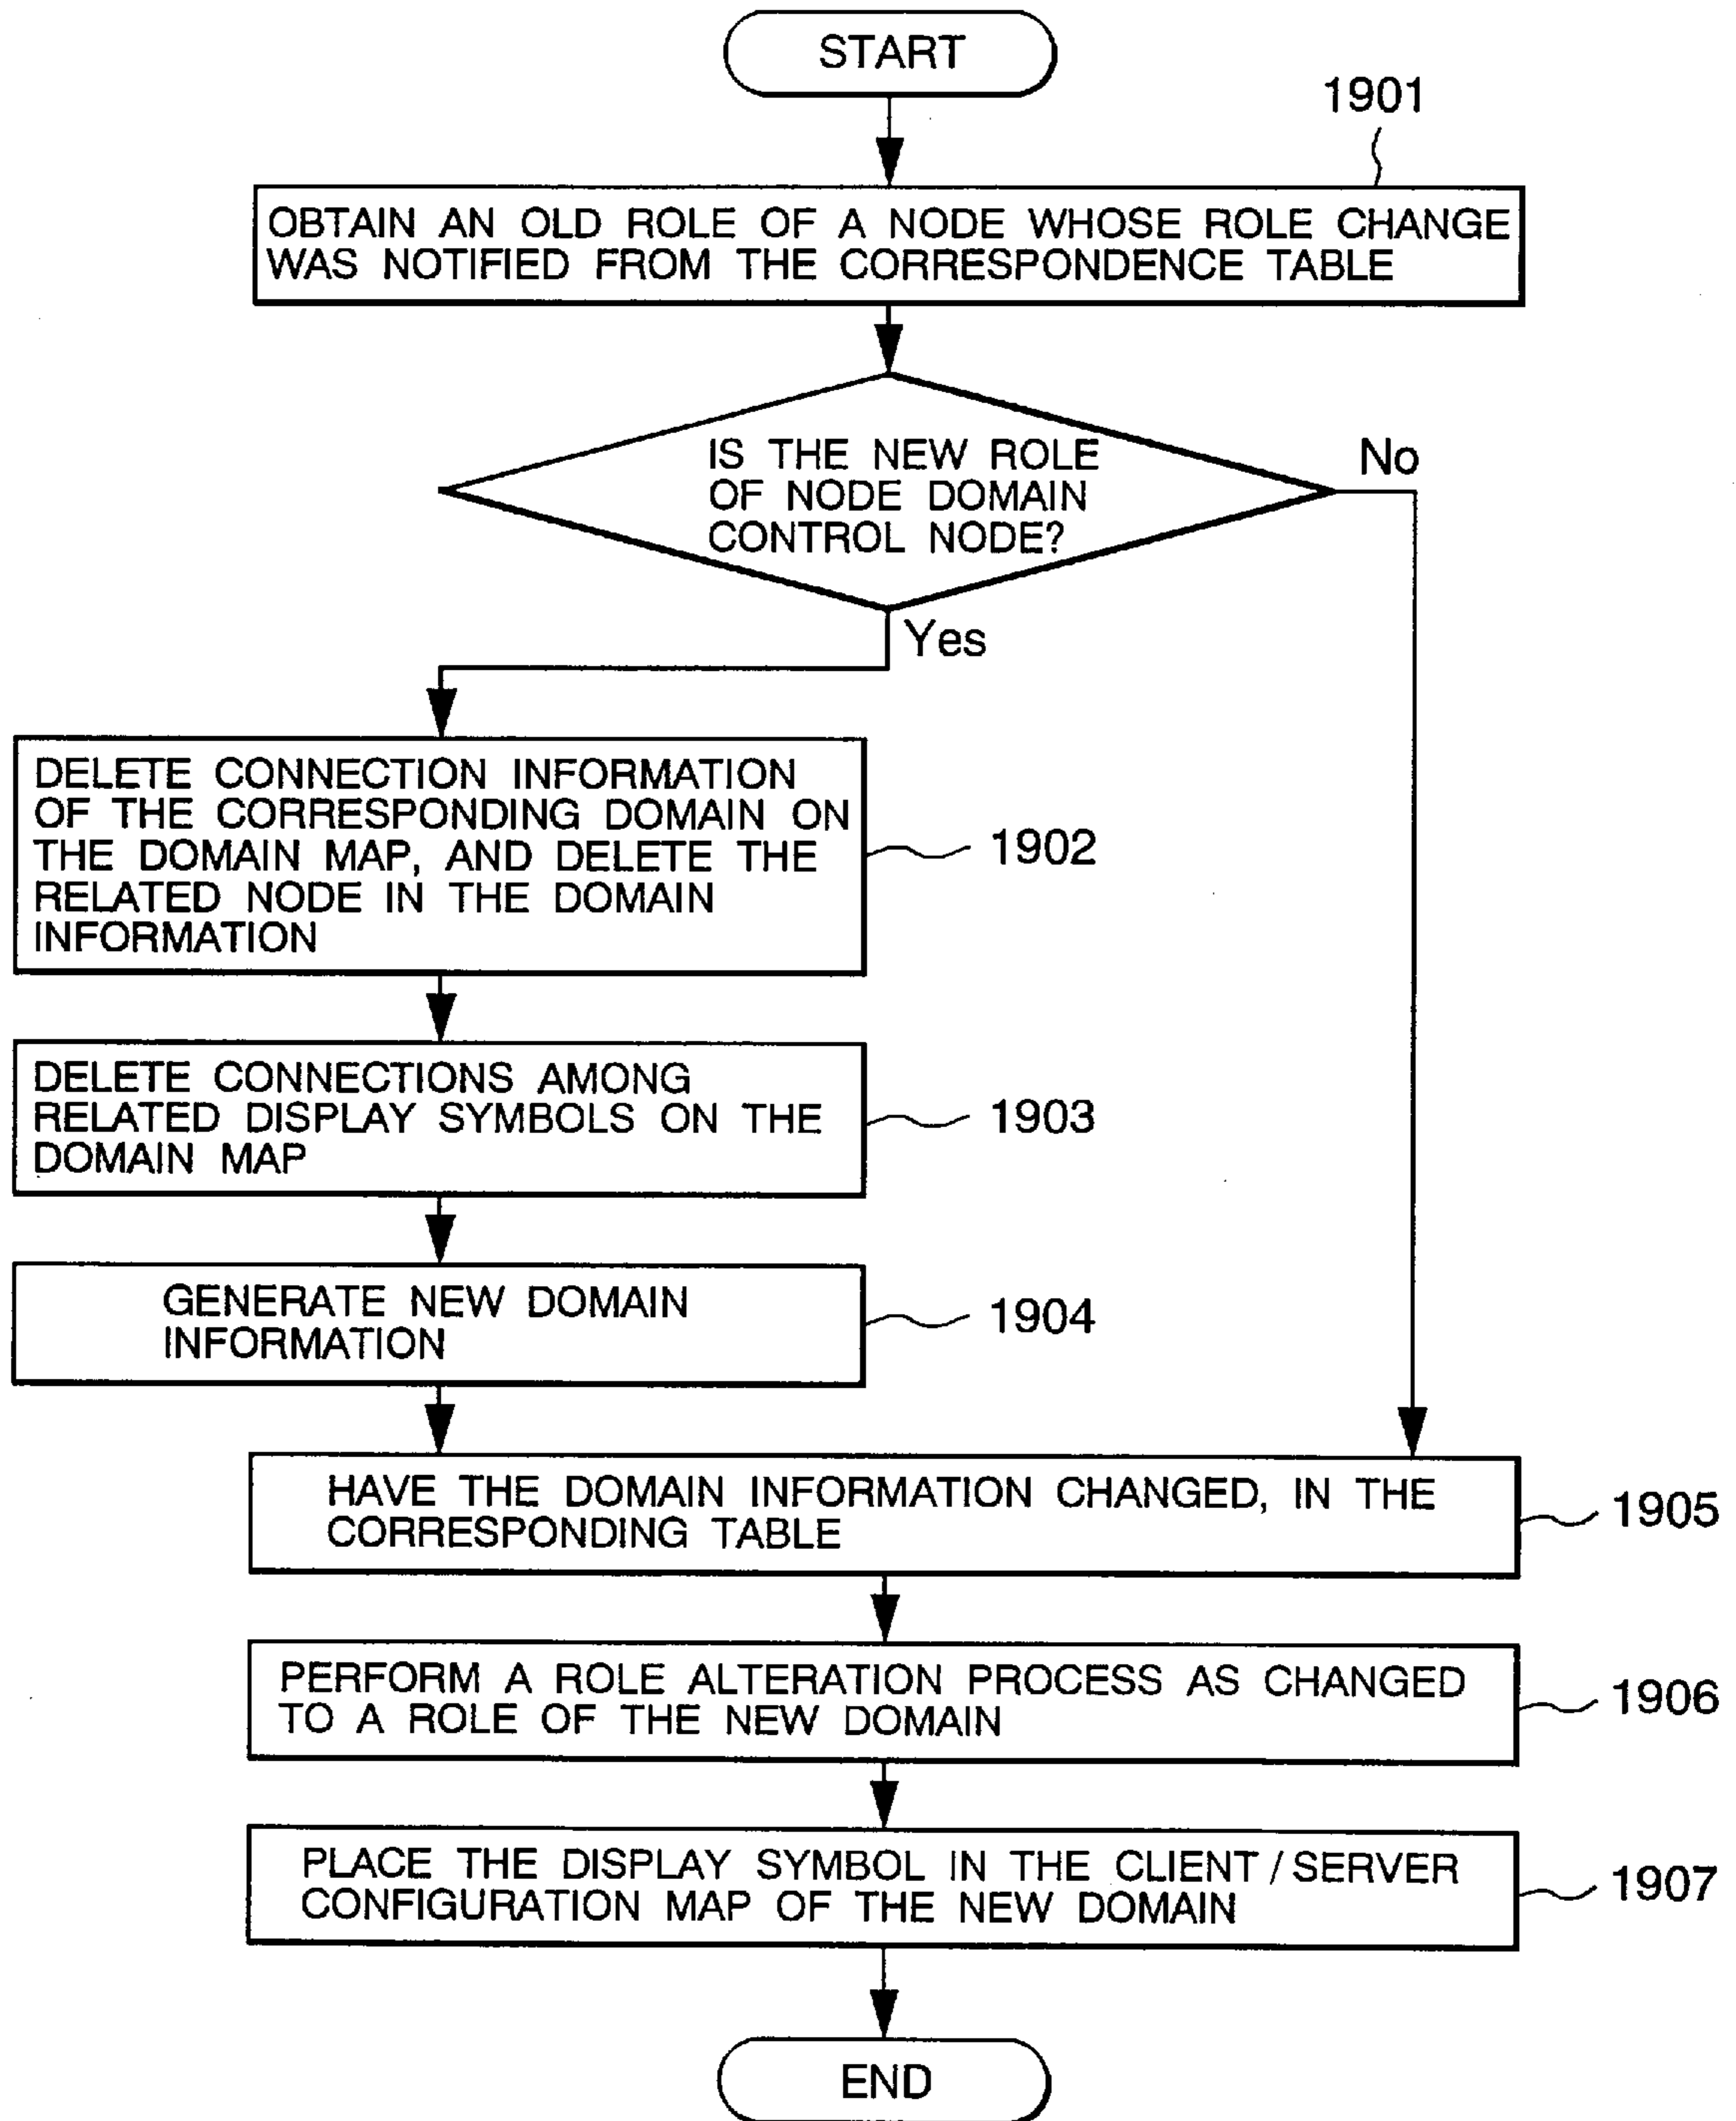 START
1901
OBTAIN AN OLD ROLE OF A NODE WHOSE ROLE CHANGE
WAS NOTIFIED FROM THE CORRESPONDENCE TABLE
IS THE NEW ROLE
OF NODE DOMAIN
CONTROL NODE?
No
Yes
DELETE CONNECTION INFORMATION
OF THE CORRESPONDING DOMAIN ON
THE DOMAIN MAP, AND DELETE THE
RELATED NODE IN THE DOMAIN
INFORMATION
1902
DELETE CONNECTIONS AMONG
RELATED DISPLAY SYMBOLS ON THE
DOMAIN MAP
1903
GENERATE NEW DOMAIN
INFORMATION
1904
HAVE THE DOMAIN INFORMATION CHANGED, IN THE
CORRESPONDING TABLE
1905
PERFORM A ROLE ALTERATION PROCESS AS CHANGED
TO A ROLE OF THE NEW DOMAIN
1906
PLACE THE DISPLAY SYMBOL IN THE CLIENT / SERVER
CONFIGURATION MAP OF THE NEW DOMAIN
1907
END